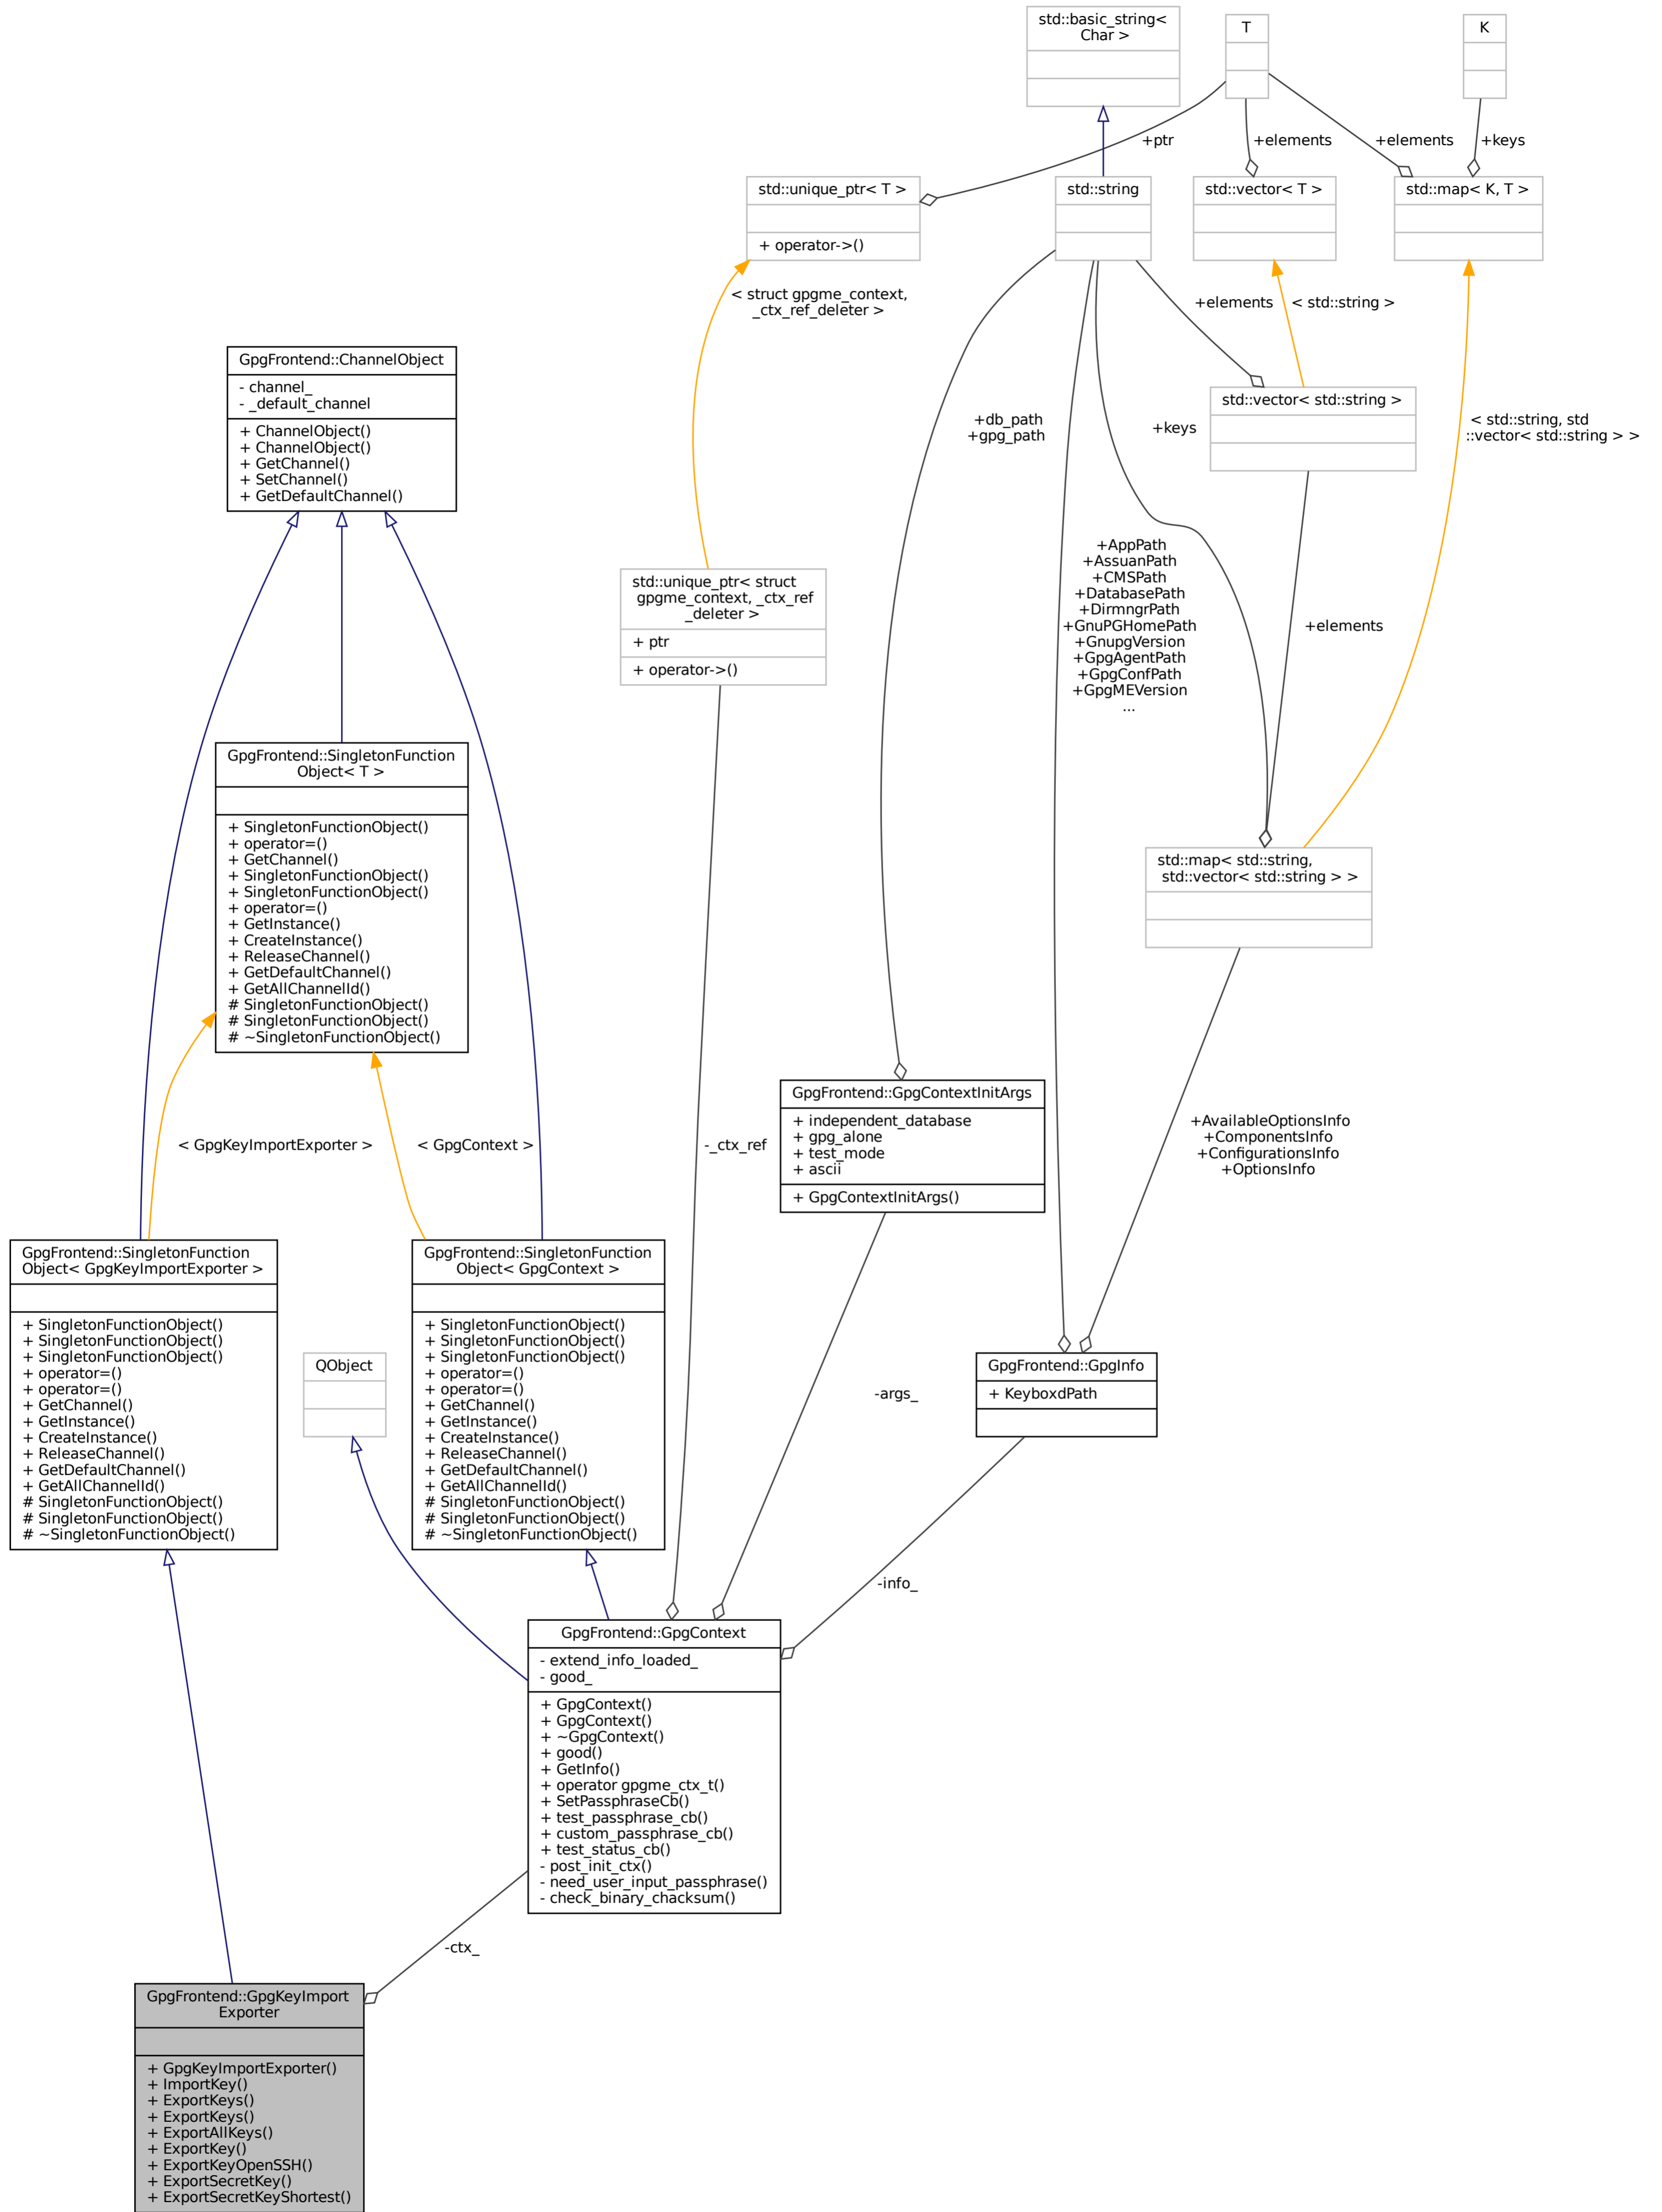 std::basic_string<
Char >
T
K
+ptr
+elements
+elements
+keys
std::unique_ptr< T >
+ operator->()
std::string
std::vector< T >
std::map< K, T >
< struct gpgme_context,
_ctx_ref_deleter >
+elements
< std::string >
GpgFrontend::ChannelObject
- channel_
- _default_channel
+ ChannelObject()
+ ChannelObject()
+ GetChannel()
+ SetChannel()
+ GetDefaultChannel()
+db_path
+gpg_path
+keys
std::vector< std::string >
< std::string, std
::vector< std::string > >
std::unique_ptr< struct
gpgme_context, _ctx_ref
_deleter >
+ ptr
+ operator->()
+AppPath
+AssuanPath
+CMSPath
+DatabasePath
+DirmngrPath
+GnuPGHomePath
+GnupgVersion
+GpgAgentPath
+GpgConfPath
+GpgMEVersion
...
+elements
GpgFrontend::SingletonFunction
Object< T >
+ SingletonFunctionObject()
+ operator=()
+ GetChannel()
+ SingletonFunctionObject()
+ SingletonFunctionObject()
+ operator=()
+ GetInstance()
+ CreateInstance()
+ ReleaseChannel()
+ GetDefaultChannel()
+ GetAllChannelId()
# SingletonFunctionObject()
# SingletonFunctionObject()
# ~SingletonFunctionObject()
std::map< std::string,
std::vector< std::string > >
< GpgKeyImportExporter >
< GpgContext >
-_ctx_ref
GpgFrontend::GpgContextInitArgs
+ independent_database
+ gpg_alone
+ test_mode
+ ascii
+ GpgContextInitArgs()
+AvailableOptionsInfo
+ComponentsInfo
+ConfigurationsInfo
+OptionsInfo
GpgFrontend::SingletonFunction
Object< GpgKeyImportExporter >
+ SingletonFunctionObject()
+ SingletonFunctionObject()
+ SingletonFunctionObject()
+ operator=()
+ operator=()
+ GetChannel()
+ GetInstance()
+ CreateInstance()
+ ReleaseChannel()
+ GetDefaultChannel()
+ GetAllChannelId()
# SingletonFunctionObject()
# SingletonFunctionObject()
# ~SingletonFunctionObject()
QObject
GpgFrontend::SingletonFunction
Object< GpgContext >
+ SingletonFunctionObject()
+ SingletonFunctionObject()
+ SingletonFunctionObject()
+ operator=()
+ operator=()
+ GetChannel()
+ GetInstance()
+ CreateInstance()
+ ReleaseChannel()
+ GetDefaultChannel()
+ GetAllChannelId()
# SingletonFunctionObject()
# SingletonFunctionObject()
# ~SingletonFunctionObject()
-args_
GpgFrontend::GpgInfo
+ KeyboxdPath
-info_
GpgFrontend::GpgContext
- extend_info_loaded_
- good_
+ GpgContext()
+ GpgContext()
+ ~GpgContext()
+ good()
+ GetInfo()
+ operator gpgme_ctx_t()
+ SetPassphraseCb()
+ test_passphrase_cb()
+ custom_passphrase_cb()
+ test_status_cb()
- post_init_ctx()
- need_user_input_passphrase()
- check_binary_chacksum()
-ctx_
GpgFrontend::GpgKeyImport
Exporter
+ GpgKeyImportExporter()
+ ImportKey()
+ ExportKeys()
+ ExportKeys()
+ ExportAllKeys()
+ ExportKey()
+ ExportKeyOpenSSH()
+ ExportSecretKey()
+ ExportSecretKeyShortest()